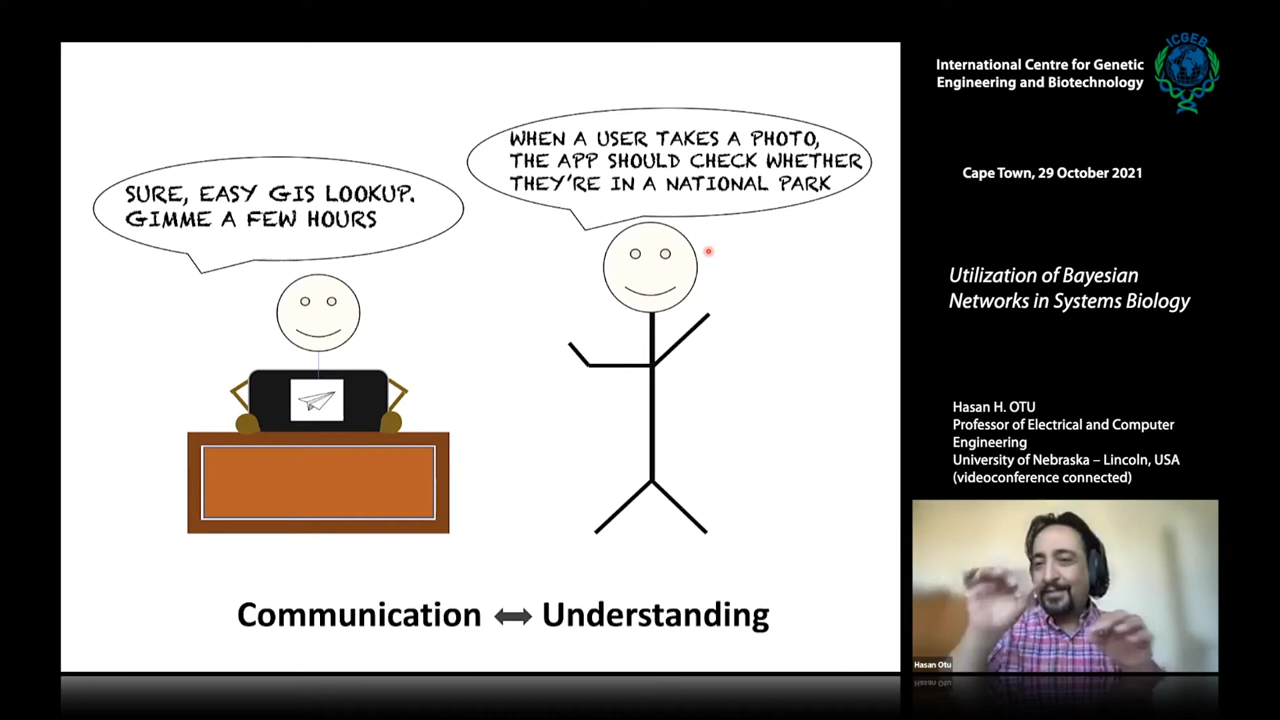 WHEN A USER TAKES A PHOTO,
THE APP SHOULD CHECK WHETHER
THEY'RE IN A NATIONAL PARK
SURE, EASY GIS LOOKUP.
GIMME A FEW HOURS
Communication ⬌ Understanding
International Centre for Genetic
Engineering and Biotechnology
ICGEB
Cape Town, 29 October 2021
Utilization of Bayesian
Networks in Systems Biology
Hasan H. OTU
Professor of Electrical and Computer
Engineering
University of Nebraska – Lincoln, USA
(videoconference connected)
Hasan Otu